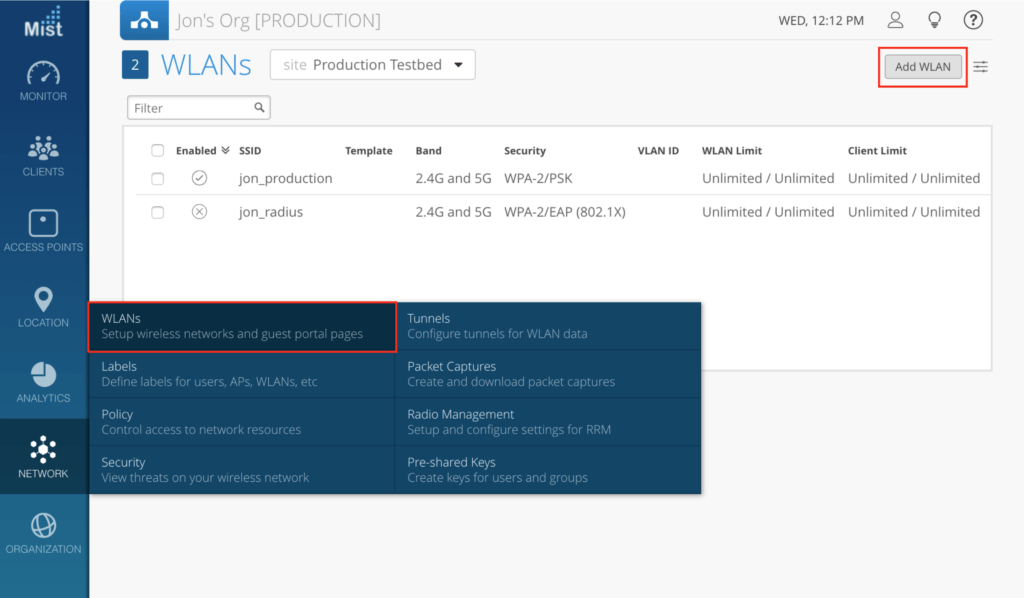 Mist
Jon's Org [PRODUCTION]
WED, 12:12 PM
?
2
WLANs
site Production Testbed
Add WLAN
Filter
Enabled SSID Template Band Security VLAN ID WLAN Limit Client Limit
jon_production 2.4G and 5G WPA-2/PSK Unlimited / Unlimited Unlimited / Unlimited
jon_radius 2.4G and 5G WPA-2/EAP (802.1X) Unlimited / Unlimited Unlimited / Unlimited
MONITOR
CLIENTS
ACCESS POINTS
LOCATION
ANALYTICS
NETWORK
ORGANIZATION
WLANs
Setup wireless networks and guest portal pages
Tunnels
Configure tunnels for WLAN data
Labels
Define labels for users, APs, WLANs, etc
Packet Captures
Create and download packet captures
Policy
Control access to network resources
Radio Management
Setup and configure settings for RRM
Security
View threats on your wireless network
Pre-shared Keys
Create keys for users and groups